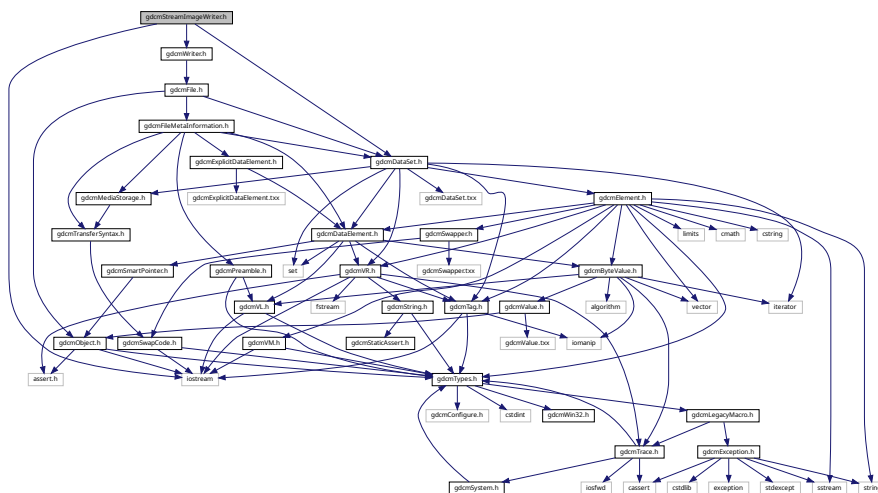 gdcmStreamImageWriter.h
gdcmWriter.h
gdcmFile.h
gdcmFileMetaInformation.h
gdcmExplicitDataElement.h
gdcmDataSet.h
gdcmMediaStorage.h
gdcmExplicitDataElement.txx
gdcmDataSet.txx
gdcmElement.h
gdcmTransferSyntax.h
gdcmDataElement.h
gdcmSwapper.h
limits
cmath
cstring
gdcmSmartPointer.h
gdcmPreamble.h
set
gdcmVR.h
gdcmSwapper.txx
gdcmByteValue.h
gdcmVL.h
fstream
gdcmString.h
gdcmTag.h
gdcmValue.h
algorithm
vector
iterator
gdcmObject.h
gdcmSwapCode.h
gdcmVM.h
gdcmStaticAssert.h
gdcmValue.txx
iomanip
assert.h
iostream
gdcmTypes.h
gdcmConfigure.h
cstdint
gdcmWin32.h
gdcmLegacyMacro.h
gdcmTrace.h
gdcmException.h
gdcmSystem.h
iosfwd
cassert
cstdlib
exception
stdexcept
sstream